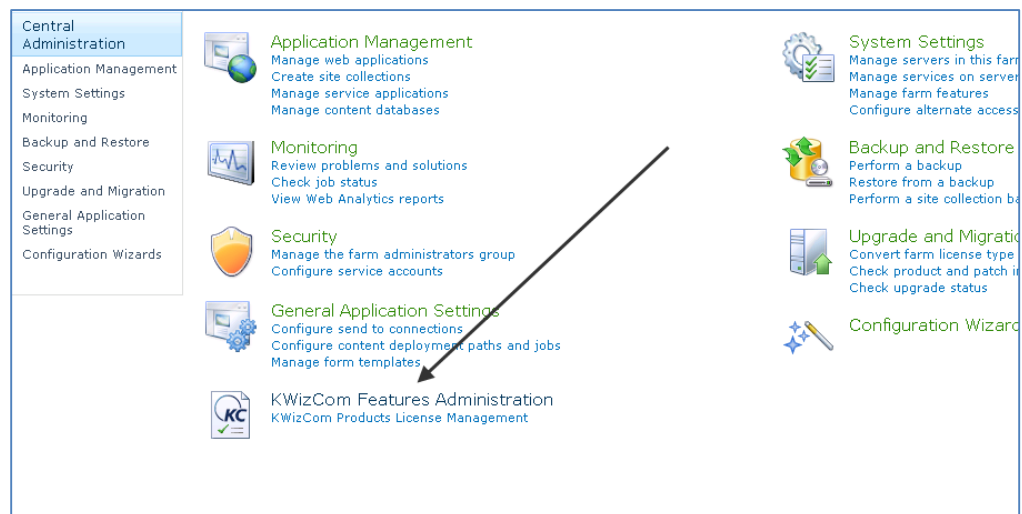 Central
Administration
Application Management
System Settings
Monitoring
Backup and Restore
Security
Upgrade and Migration
General Application
Settings
Configuration Wizards
Application Management
Manage web applications
Create site collections
Manage service applications
Manage content databases
Monitoring
Review problems and solutions
Check job status
View Web Analytics reports
Security
Manage the farm administrators group
Configure service accounts
General Application Settings
Configure send to connections
Configure content deployment paths and jobs
Manage form templates
KC
KWizCom Features Administration
KWizCom Products License Management
System Settings
Manage servers in this
Manage services on
Manage farm features
Configure alternate access
Backup and Restore
Perform a backup
Restore from a backup
Perform a site collection
Upgrade and
Convert farm license type
Check product and patch
Check upgrade status
Configuration